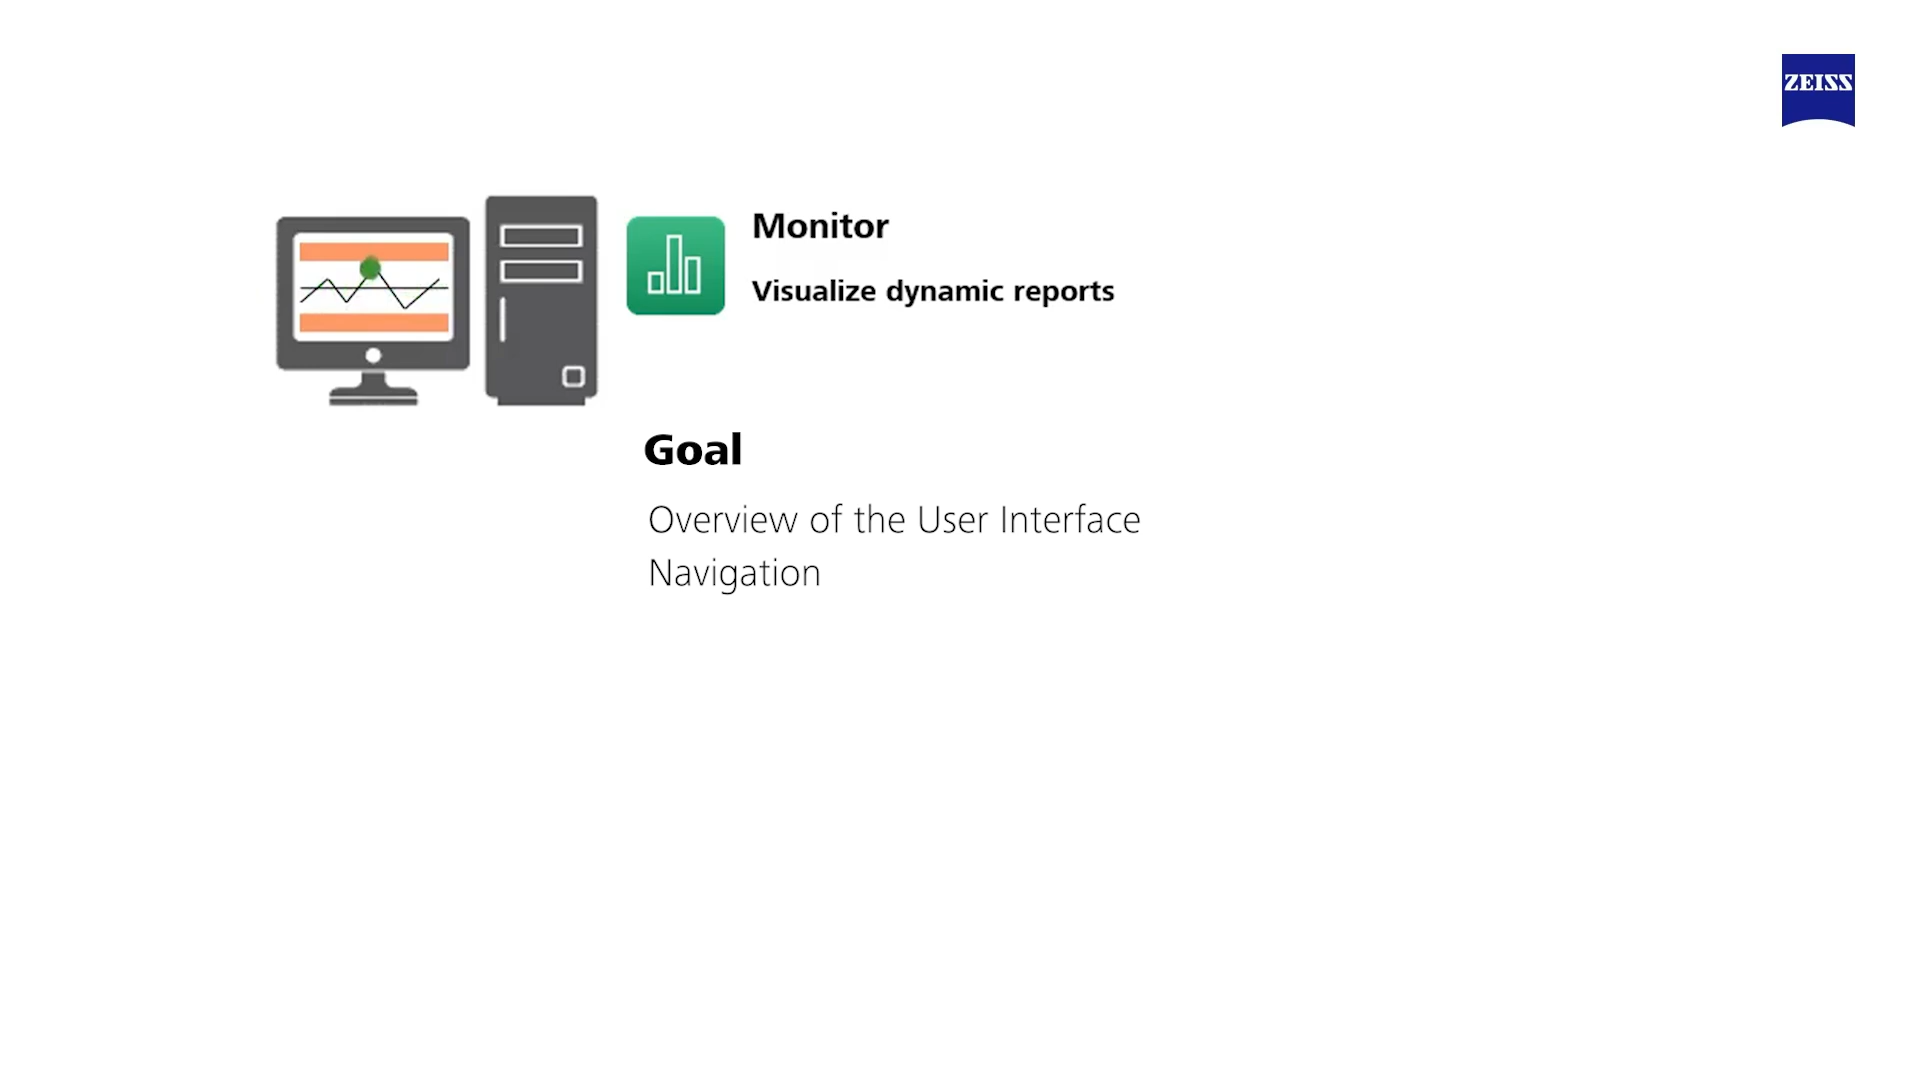 ZEISS
Monitor
Visualize dynamic reports
Goal
Overview of the User Interface
Navigation